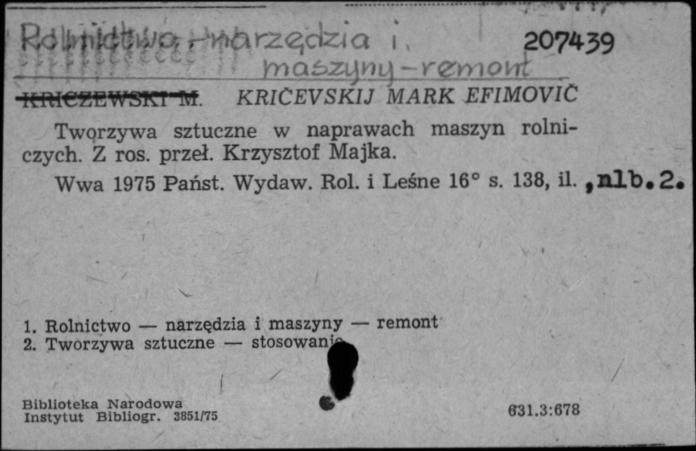 Rolnictwo - narzędzia i
207439
maszyny - remont
KRICZEWSKI M. KRIČEVSKIJ MARK EFIMOVIČ
Tworzywa sztuczne w naprawach maszyn rolni-
czych. Z ros. przeł. Krzysztof Majka.
Wwa 1975 Państ. Wydaw. Rol. i Leśne 16° s. 138, il. , nlb. 2.
1. Rolnictwo — narzędzia i maszyny — remont
2. Tworzywa sztuczne — stosowanie
Biblioteka Narodowa
Instytut Bibliogr. 3851/75
631.3:678